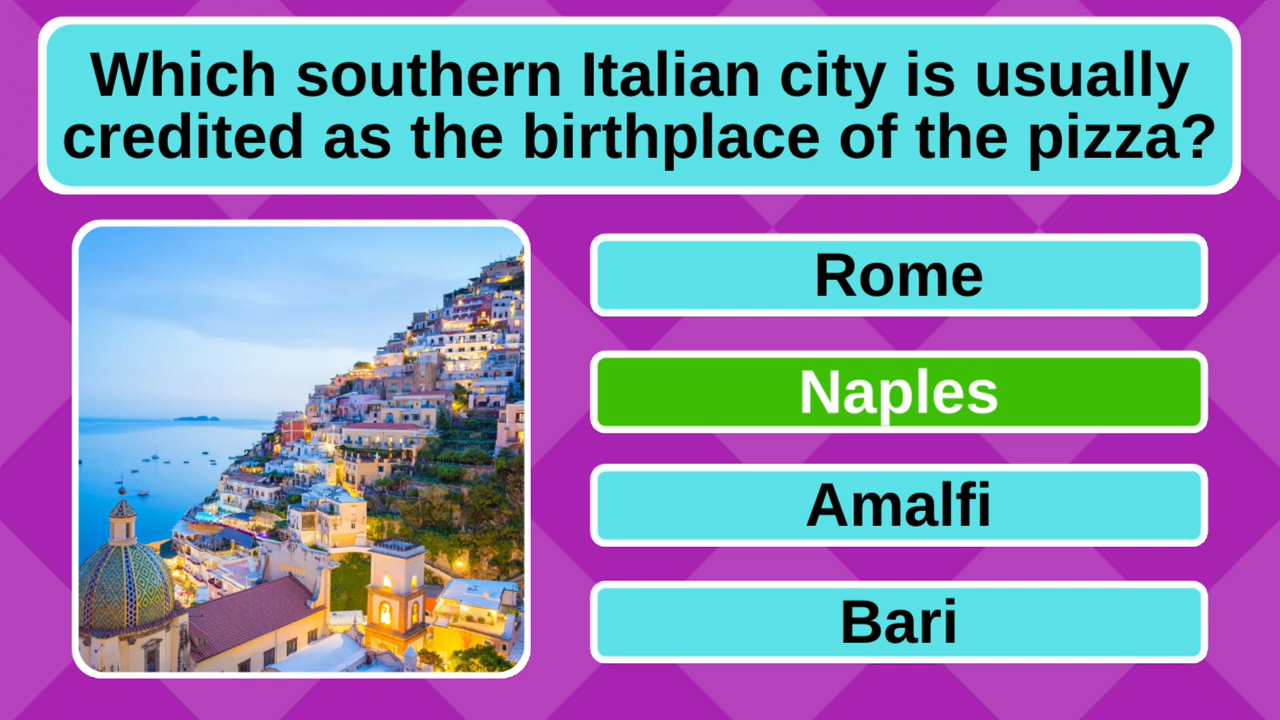 Which southern Italian city is usually
credited as the birthplace of the pizza?
Rome
Naples
Amalfi
Bari